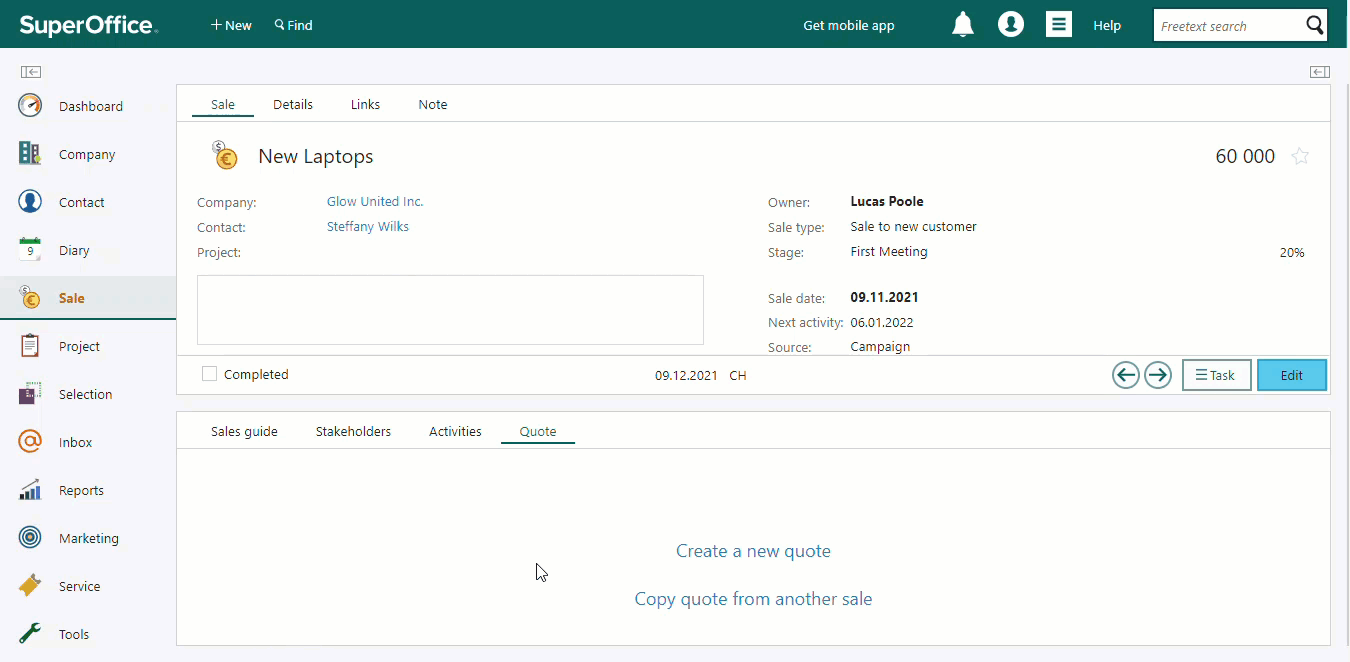 SuperOffice.
+ New
Find
Get mobile app
Help
Freetext search
Dashboard
Company
Contact
9
Diary
Sale
Project
Selection
Inbox
Reports
Marketing
Service
Tools
Sale
Details
Links
Note
New Laptops
60 000
Company: Glow United Inc.
Contact: Steffany Wilks
Project:
Owner: Lucas Poole
Sale type: Sale to new customer
Stage: First Meeting 20%
Sale date: 09.11.2021
Next activity: 06.01.2022
Source: Campaign
Completed
09.12.2021 CH
Task
Edit
Sales guide
Stakeholders
Activities
Quote
Create a new quote
Copy quote from another sale